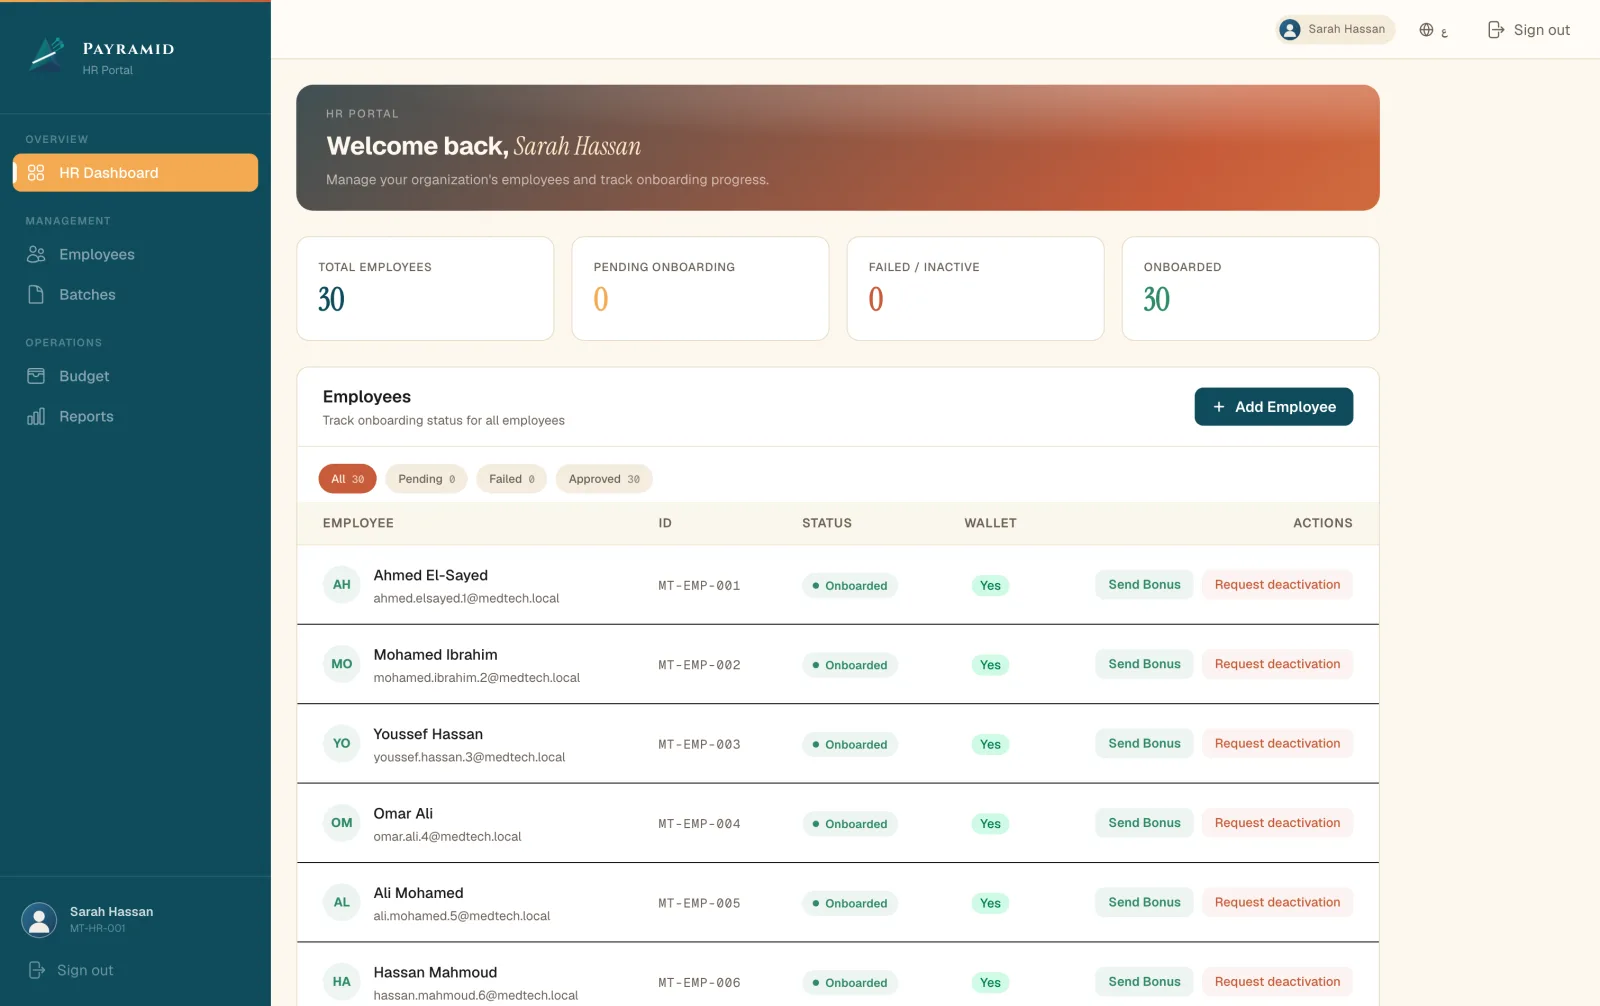 PAYRAMID
HR Portal
OVERVIEW
HR Dashboard
MANAGEMENT
Employees
Batches
OPERATIONS
Budget
Reports
Sarah Hassan
MT-HR-001
Sign out
Sarah Hassan
ع
Sign out
HR PORTAL
Welcome back, Sarah Hassan
Manage your organization's employees and track onboarding progress.
TOTAL EMPLOYEES
30
PENDING ONBOARDING
0
FAILED / INACTIVE
0
ONBOARDED
30
Employees
Track onboarding status for all employees
+ Add Employee
All 30 Pending 0 Failed 0 Approved 30
EMPLOYEE ID STATUS WALLET ACTIONS
AH Ahmed El-Sayed MT-EMP-001 Onboarded Yes Send Bonus Request deactivation
ahmed.elsayed.1@medtech.local
MO Mohamed Ibrahim MT-EMP-002 Onboarded Yes Send Bonus Request deactivation
mohamed.ibrahim.2@medtech.local
YO Youssef Hassan MT-EMP-003 Onboarded Yes Send Bonus Request deactivation
youssef.hassan.3@medtech.local
OM Omar Ali MT-EMP-004 Onboarded Yes Send Bonus Request deactivation
omar.ali.4@medtech.local
AL Ali Mohamed MT-EMP-005 Onboarded Yes Send Bonus Request deactivation
ali.mohamed.5@medtech.local
HA Hassan Mahmoud MT-EMP-006 Onboarded Yes Send Bonus Request deactivation
hassan.mahmoud.6@medtech.local